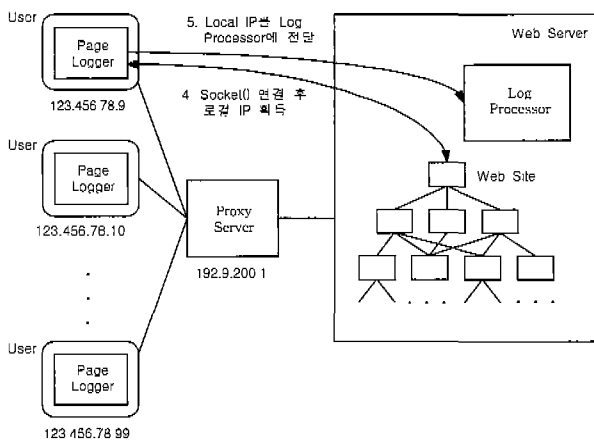 User
Page
Logger
123.456 78.9
5. Local IP를 Log
Processor에 전달
4 Socket() 연결 후
로컬 IP 획득
Web Server
Log
Processor
User
Page
Logger
123.456.78.10
Proxy
Server
192.9.200 1
Web Site
User
Page
Logger
123 456.78 99